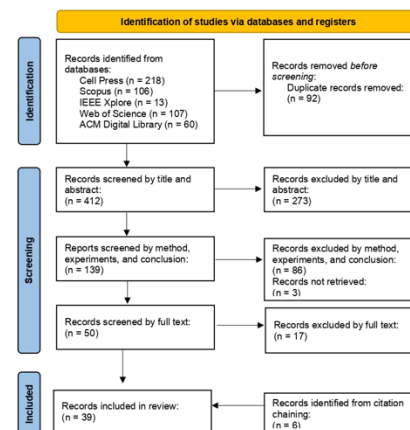 Identification of studies via databases and registers
Identification
Records identified from
databases:
Cell Press (n = 218)
Scopus (n = 106)
IEEE Xplore (n = 13)
Web of Science (n = 107)
ACM Digital Library (n = 60)
Records removed before
screening:
Duplicate records removed:
(n = 92)
Screening
Records screened by title and
abstract:
(n = 412)
Records excluded by title and
abstract:
(n = 273)
Reports screened by method,
experiments, and conclusion:
(n = 139)
Records excluded by method,
experiments, and conclusion:
(n = 86)
Records not retrieved:
(n = 3)
Records screened by full text:
(n = 50)
Records excluded by full text:
(n = 17)
Included
Records included in review:
(n = 39)
Records identified from citation
chaining:
(n = 6)